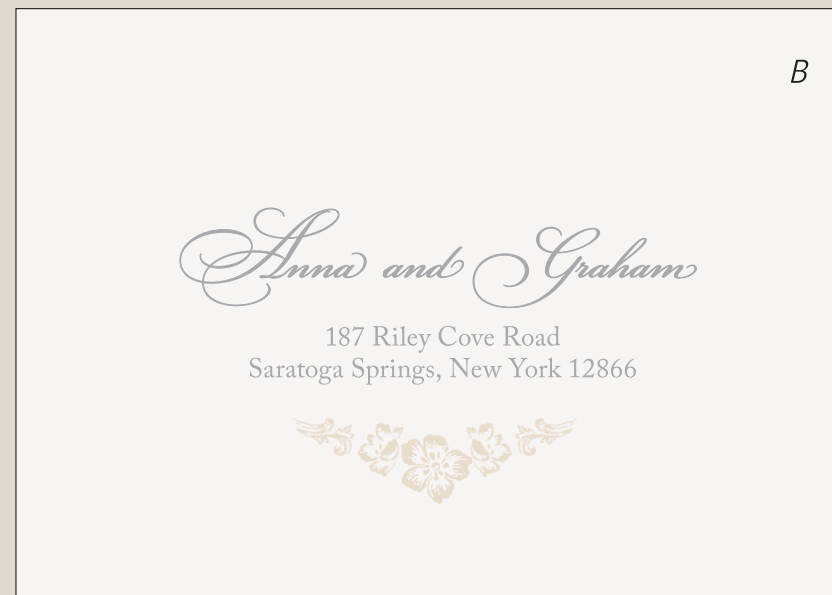 B
Anna and Graham
187 Riley Cove Road
Saratoga Springs, New York 12866